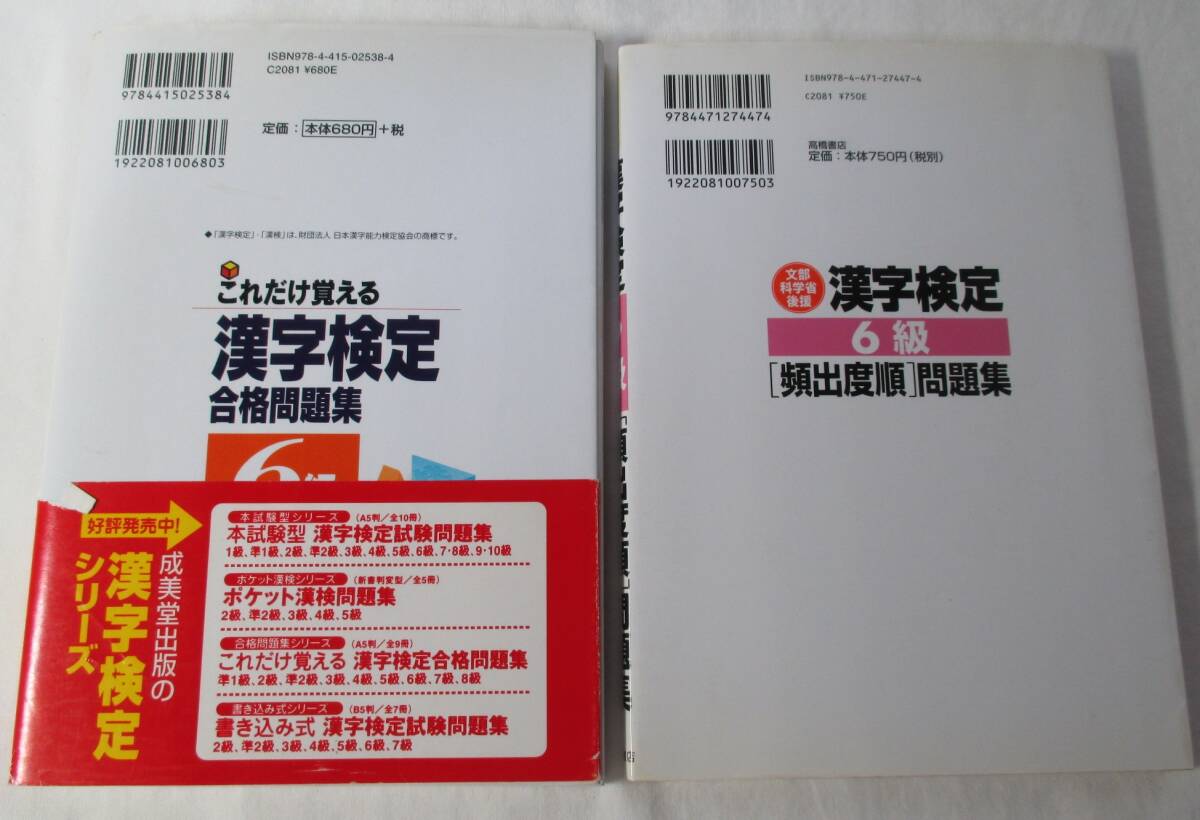 ISBN978-4-415-02538-4
C2081 ¥680E
9784415025384
定価：本体680円＋税
1922081006803
◆「漢字検定」・「漢検」は、財団法人 日本漢字能力検定協会の商標です。
これだけ覚える
漢字検定
合格問題集
6級
好評発売中!
成美堂出版の
漢字検定
シリーズ
本試験型シリーズ (A5判/全10冊)
本試験型 漢字検定試験問題集
1級、準1級、2級、準2級、3級、4級、5級、6級、7・8級、9・10級
ポケット漢検シリーズ (新書判変型/全5冊)
ポケット漢検問題集
2級、準2級、3級、4級、5級
合格問題集シリーズ (A5判/全9冊)
これだけ覚える 漢字検定合格問題集
準1級、2級、準2級、3級、4級、5級、6級、7級、8級
書き込み式シリーズ (B5判/全7冊)
書き込み式 漢字検定試験問題集
2級、準2級、3級、4級、5級、6級、7級
ISBN978-4-471-27447-4
C2081 ¥750E
9784471274474
高橋書店
定価：本体750円(税別)
1922081007503
文部
科学省
後援
漢字検定
6級
[頻出度順]問題集